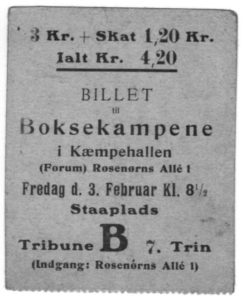 3 Kr. + Skat 1,20 Kr.
Ialt Kr. 4,20
BILLET
til
Boksekampene
i Kæmpehallen
(Forum) Rosenørns Allé 1
Fredag d. 3. Februar Kl. 8½
Staaplads
Tribune B 7. Trin
(Indgang: Rosenørns Allé 1)